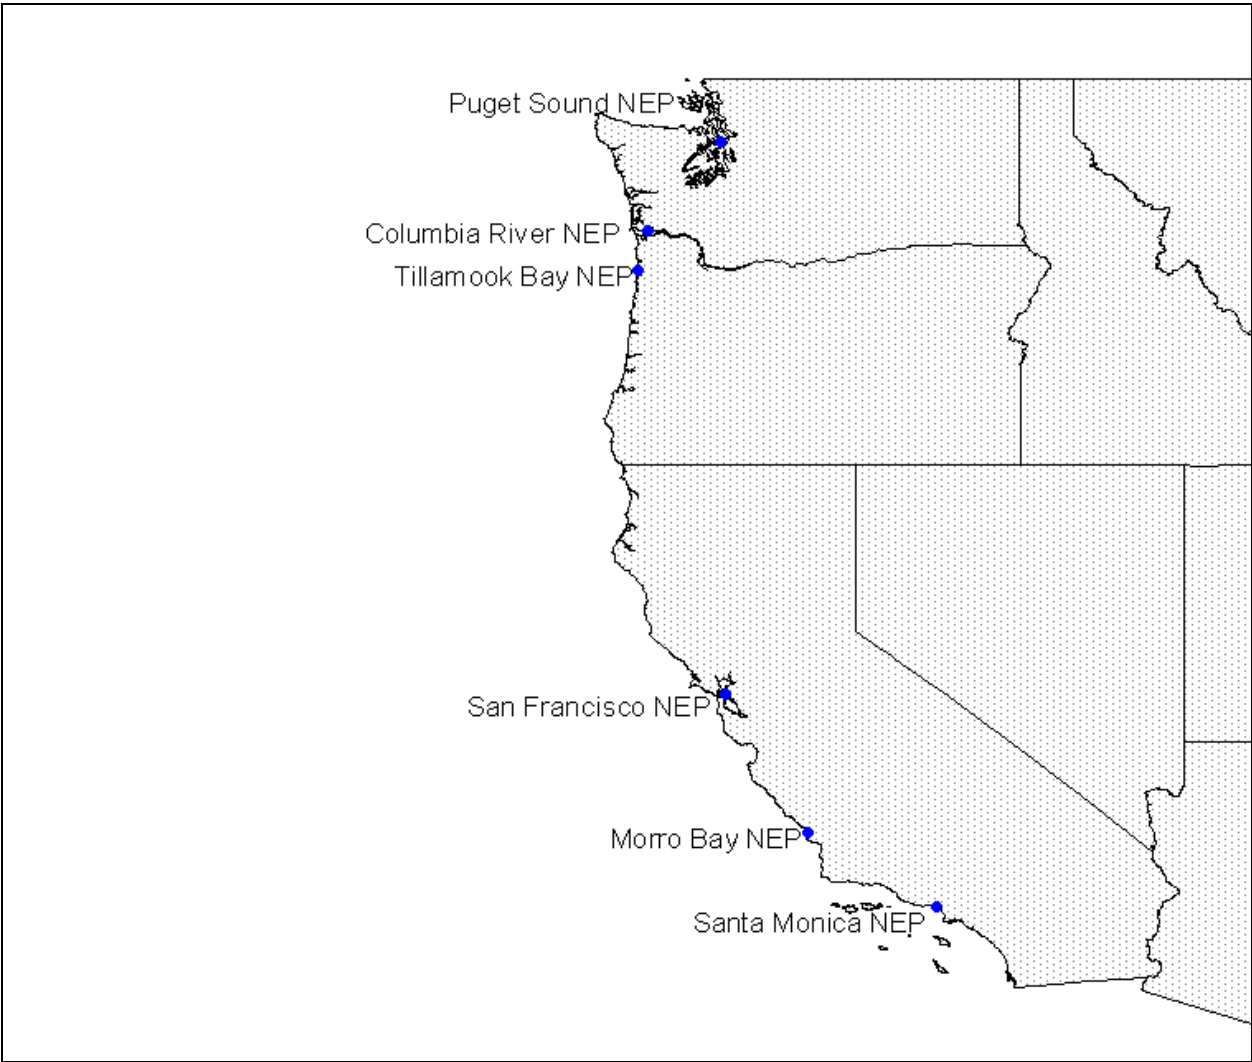 Puget Sound NEP
Columbia River NEP
Tillamook Bay NEP
San Francisco NEP
Morro Bay NEP
Santa Monica NEP